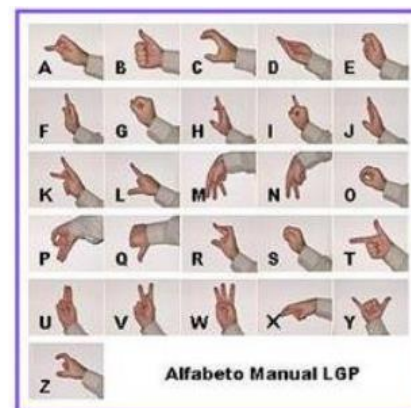 A B C D E
F G H I J
K L M N O
P Q R S T
U V W X Y
Z Alfabeto Manual LGP